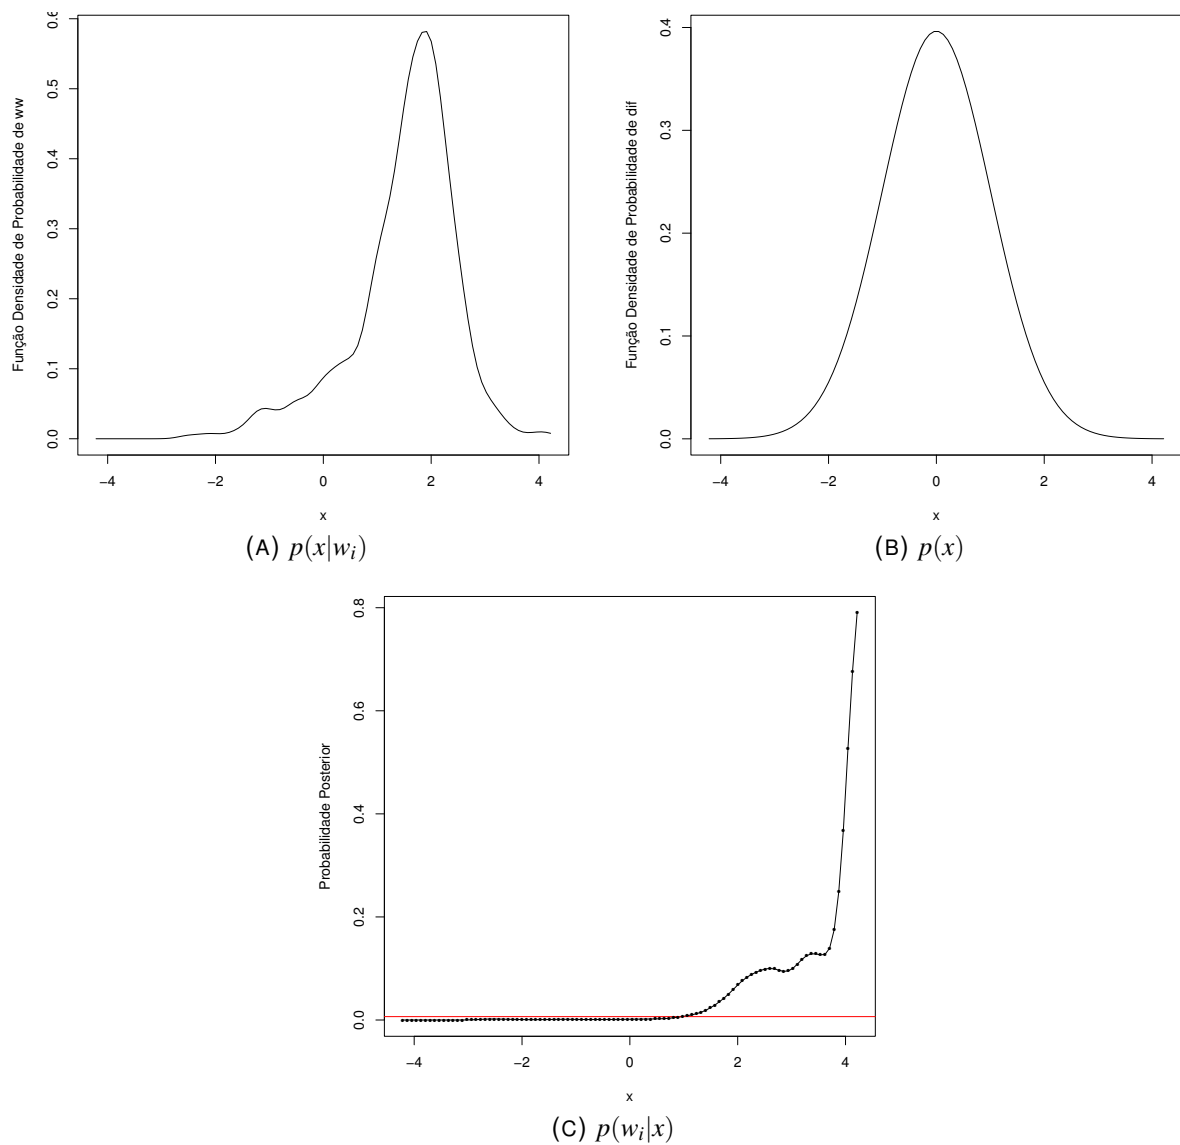 Função Densidade de Probabilidade de ww
0.0 0.1 0.2 0.3 0.4 0.5
−4 −2 0 2 4
x
(A) p(x|wᵢ)
Função Densidade de Probabilidade de dif
0.0 0.1 0.2 0.3 0.4
−4 −2 0 2 4
x
(B) p(x)
Probabilidade Posterior
0.0 0.2 0.4 0.6 0.8
−4 −2 0 2 4
x
(C) p(wᵢ|x)